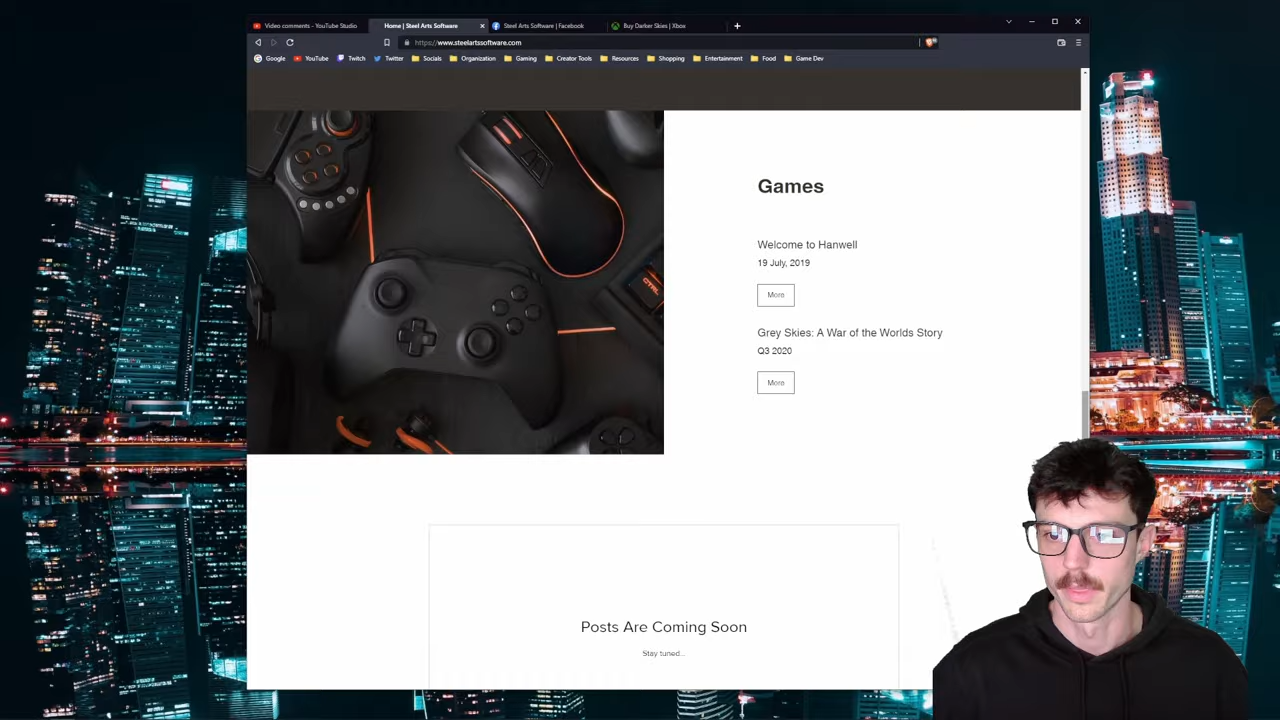 Video comments - YouTube Studio
Home | Steel Arts Software
Steel Arts Software | Facebook
Buy Darker Skies | Xbox
https://www.steelartssoftware.com
Google
YouTube
Twitch
Twitter
Socials
Organization
Gaming
Creator Tools
Resources
Shopping
Entertainment
Food
Game Dev
Games
Welcome to Hanwell
19 July, 2019
More
Grey Skies: A War of the Worlds Story
Q3 2020
More
Posts Are Coming Soon
Stay tuned...